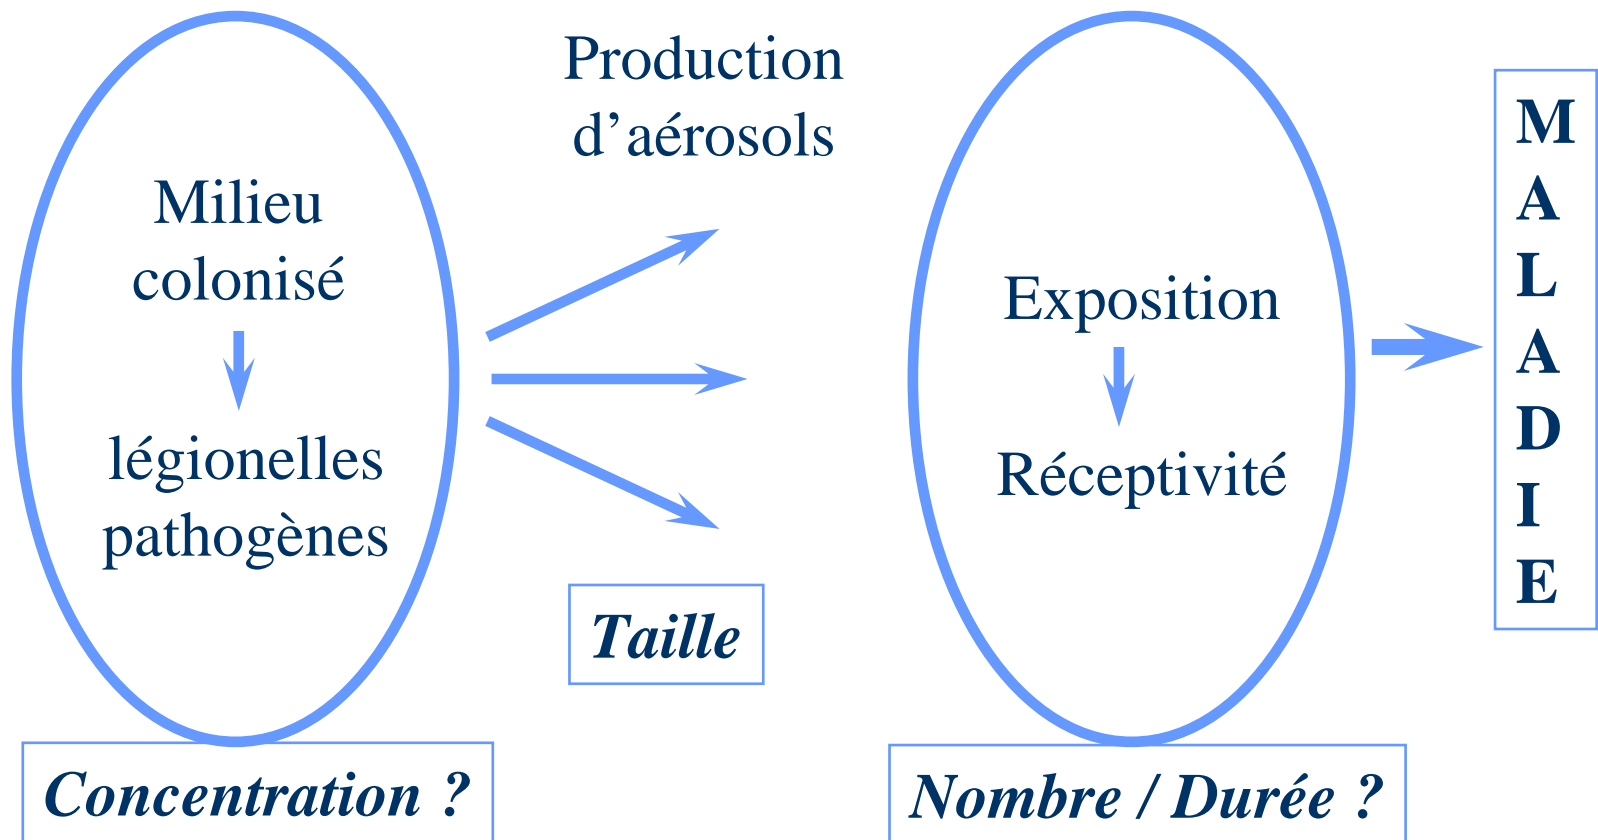 Milieu
colonisé
légionelles
pathogènes
Concentration ?
Production
d’aérosols
Taille
Exposition
Réceptivité
Nombre / Durée ?
M
A
L
A
D
I
E